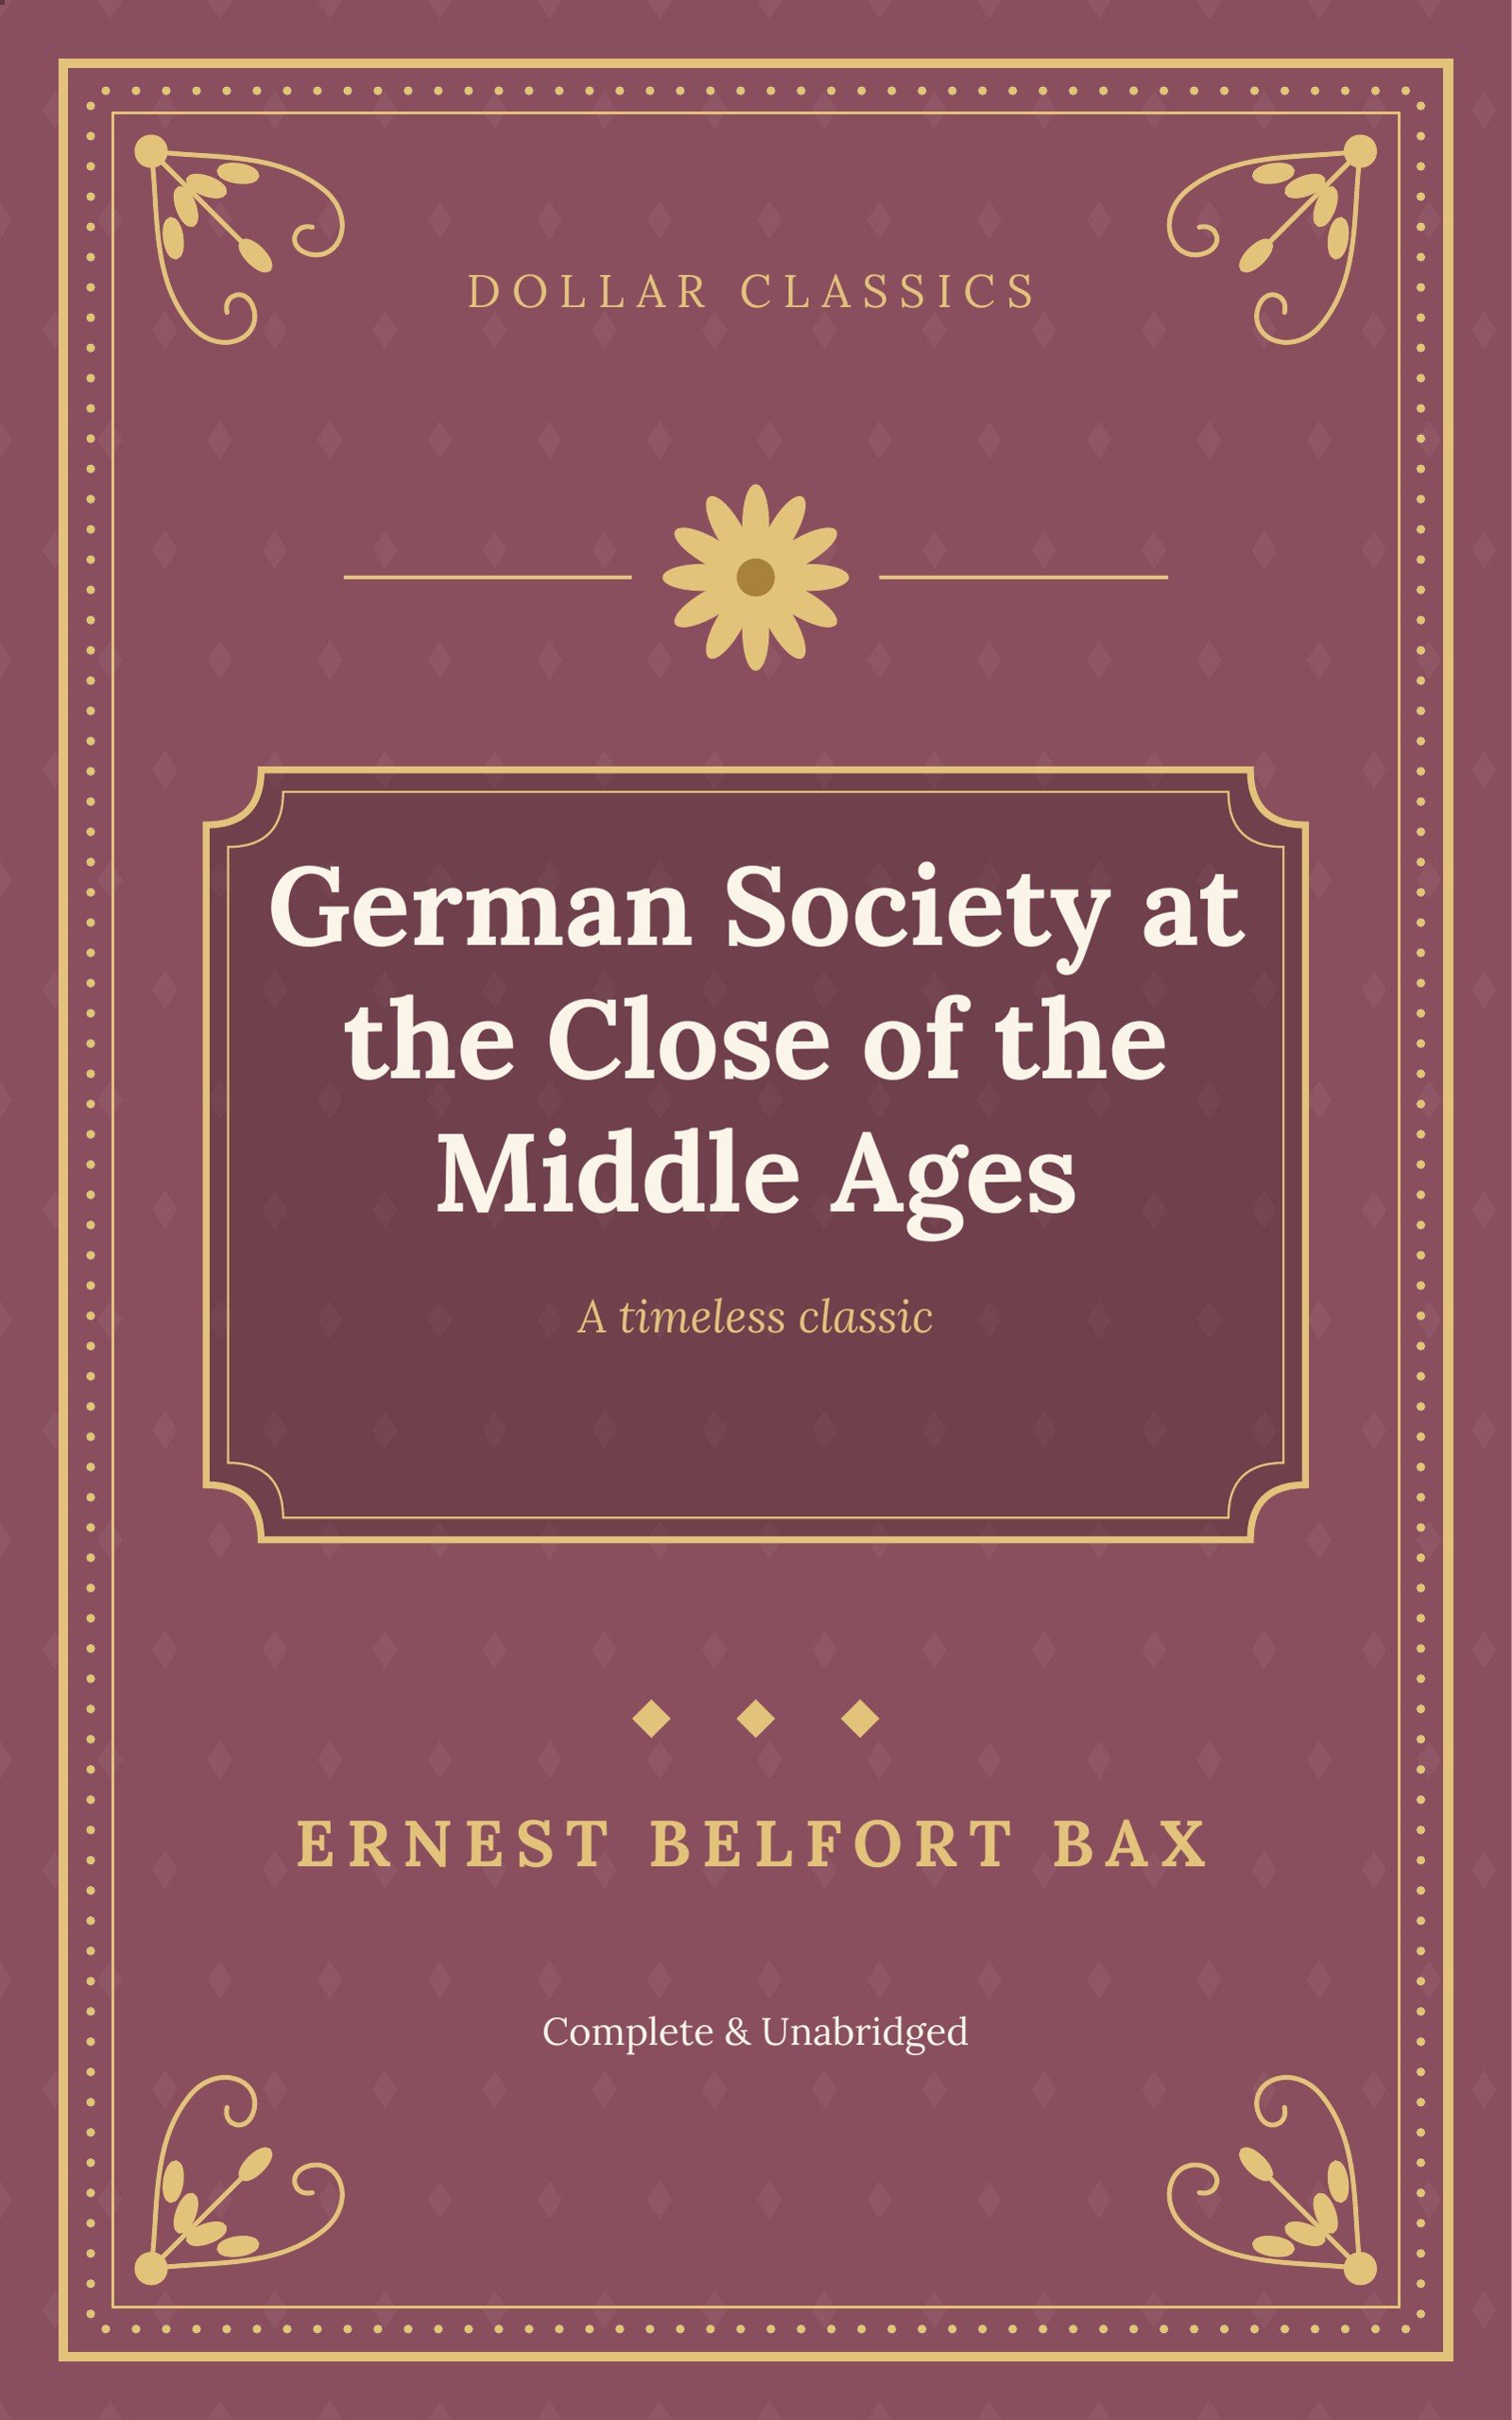 DOLLAR CLASSICS
German Society at
the Close of the
Middle Ages
A timeless classic
ERNEST BELFORT BAX
Complete & Unabridged